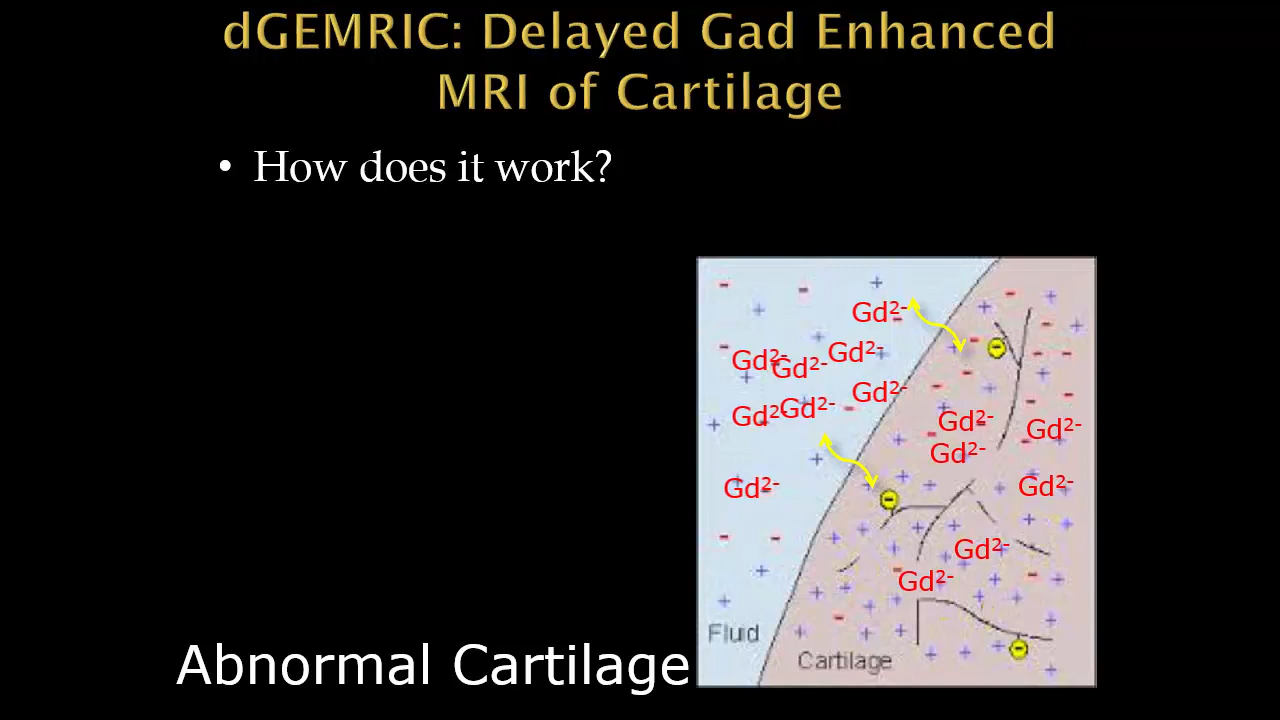 dGEMRIC: Delayed Gad Enhanced
MRI of Cartilage
• How does it work?
Gd²⁻
Gd²⁻
Gd²⁻
Gd²⁻
Gd²⁻
Gd²⁻
Gd²⁻
Gd²⁻
Gd²⁻
Gd²⁻
Gd²⁻
Gd²⁻
Gd²⁻
Gd²⁻
Fluid
Cartilage
Abnormal Cartilage